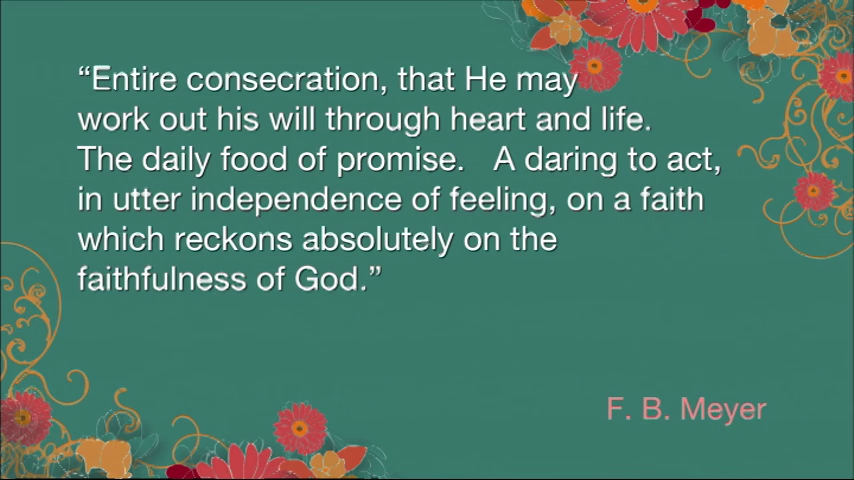 “Entire consecration, that He may
work out his will through heart and life.
The daily food of promise.   A daring to act,
in utter independence of feeling, on a faith
which reckons absolutely on the
faithfulness of God.”
F. B. Meyer